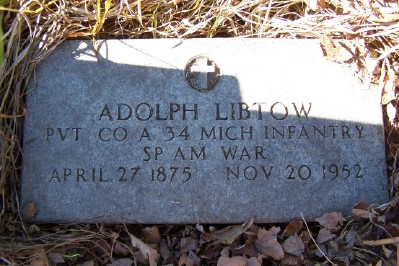 ADOLPH LIBTOW
PVT CO A 34 MICH INFANTRY
SP AM WAR
APRIL 27 1875 NOV 20 1952